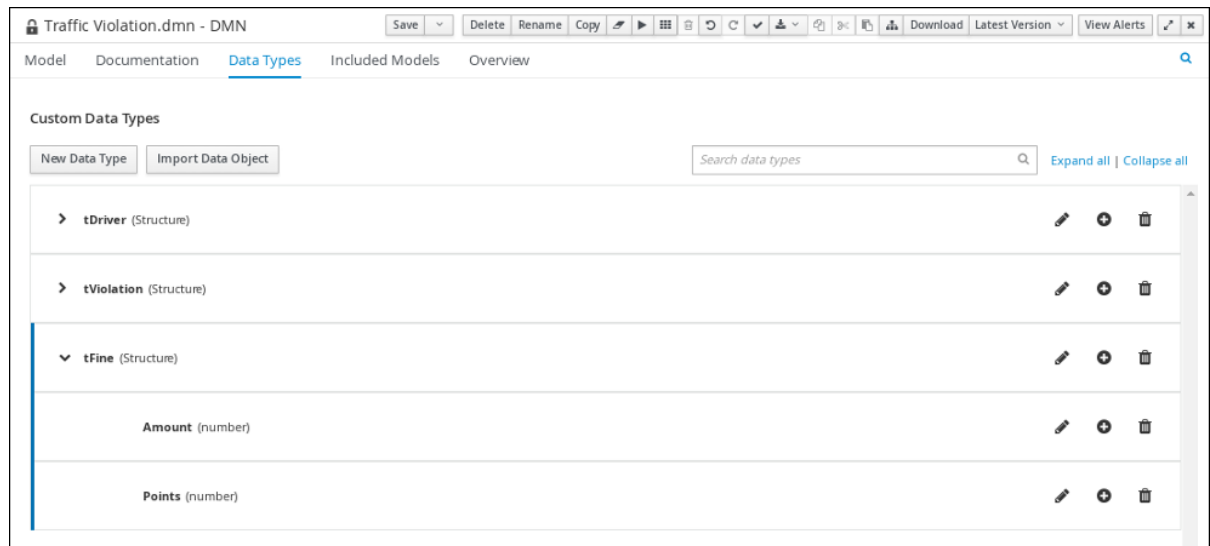 Traffic Violation.dmn - DMN Save Delete Rename Copy Download Latest Version View Alerts
Model Documentation Data Types Included Models Overview
Custom Data Types
New Data Type Import Data Object Search data types Expand all | Collapse all
tDriver (Structure)
tViolation (Structure)
tFine (Structure)
Amount (number)
Points (number)